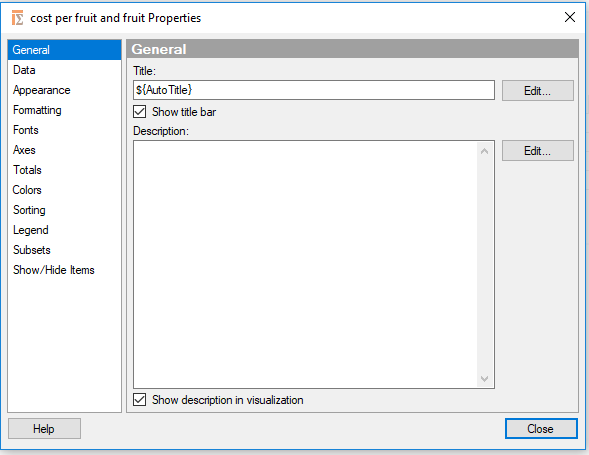 cost per fruit and fruit Properties
General
Data
Appearance
Formatting
Fonts
Axes
Totals
Colors
Sorting
Legend
Subsets
Show/Hide Items
General
Title:
${AutoTitle}
Edit...
Show title bar
Description:
Edit...
Show description in visualization
Help
Close